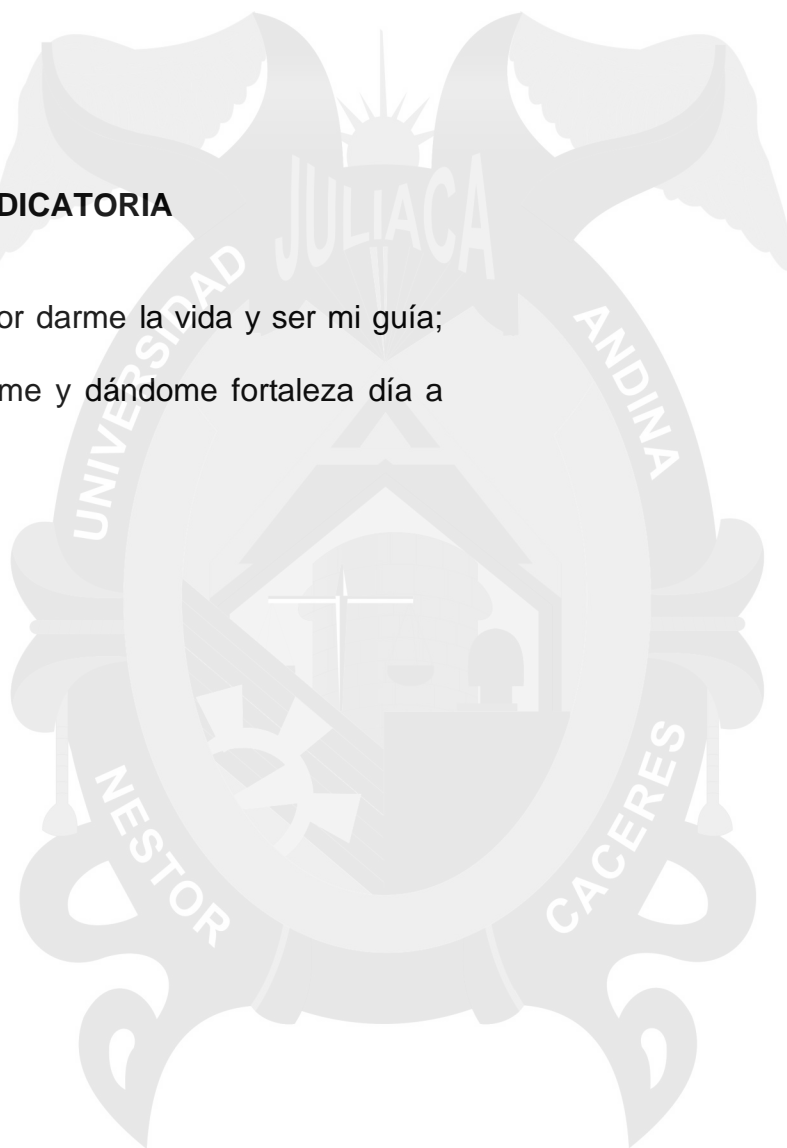 DICATORIA
or darme la vida y ser mi guía;
me y dándome fortaleza día a
JULIACA
UNIVERSIDAD
ANDINA
NESTOR
CACERES